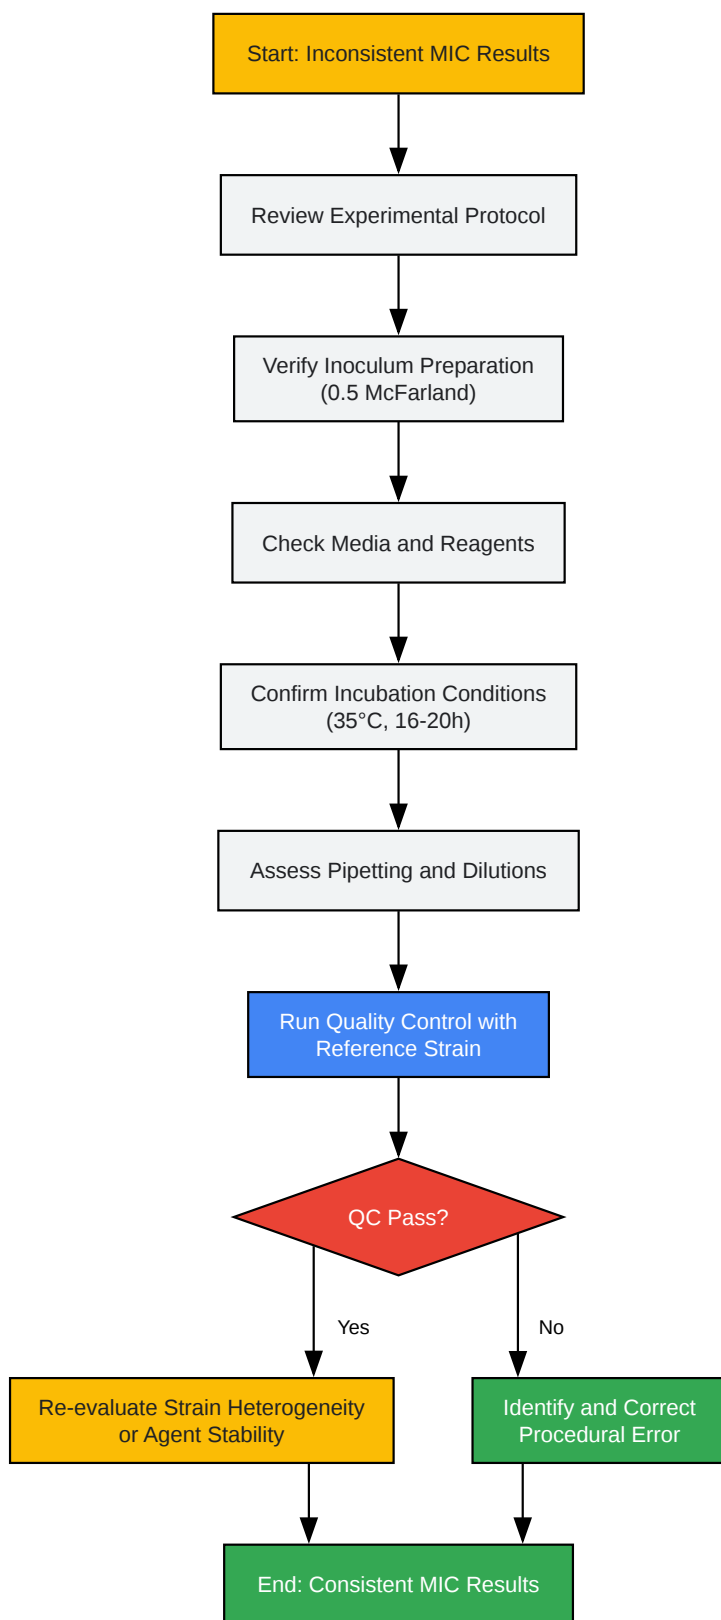 Start: Inconsistent MIC Results
Review Experimental Protocol
Verify Inoculum Preparation
(0.5 McFarland)
Check Media and Reagents
Confirm Incubation Conditions
(35°C, 16-20h)
Assess Pipetting and Dilutions
Run Quality Control with
Reference Strain
QC Pass?
Yes
No
Re-evaluate Strain Heterogeneity
or Agent Stability
Identify and Correct
Procedural Error
End: Consistent MIC Results